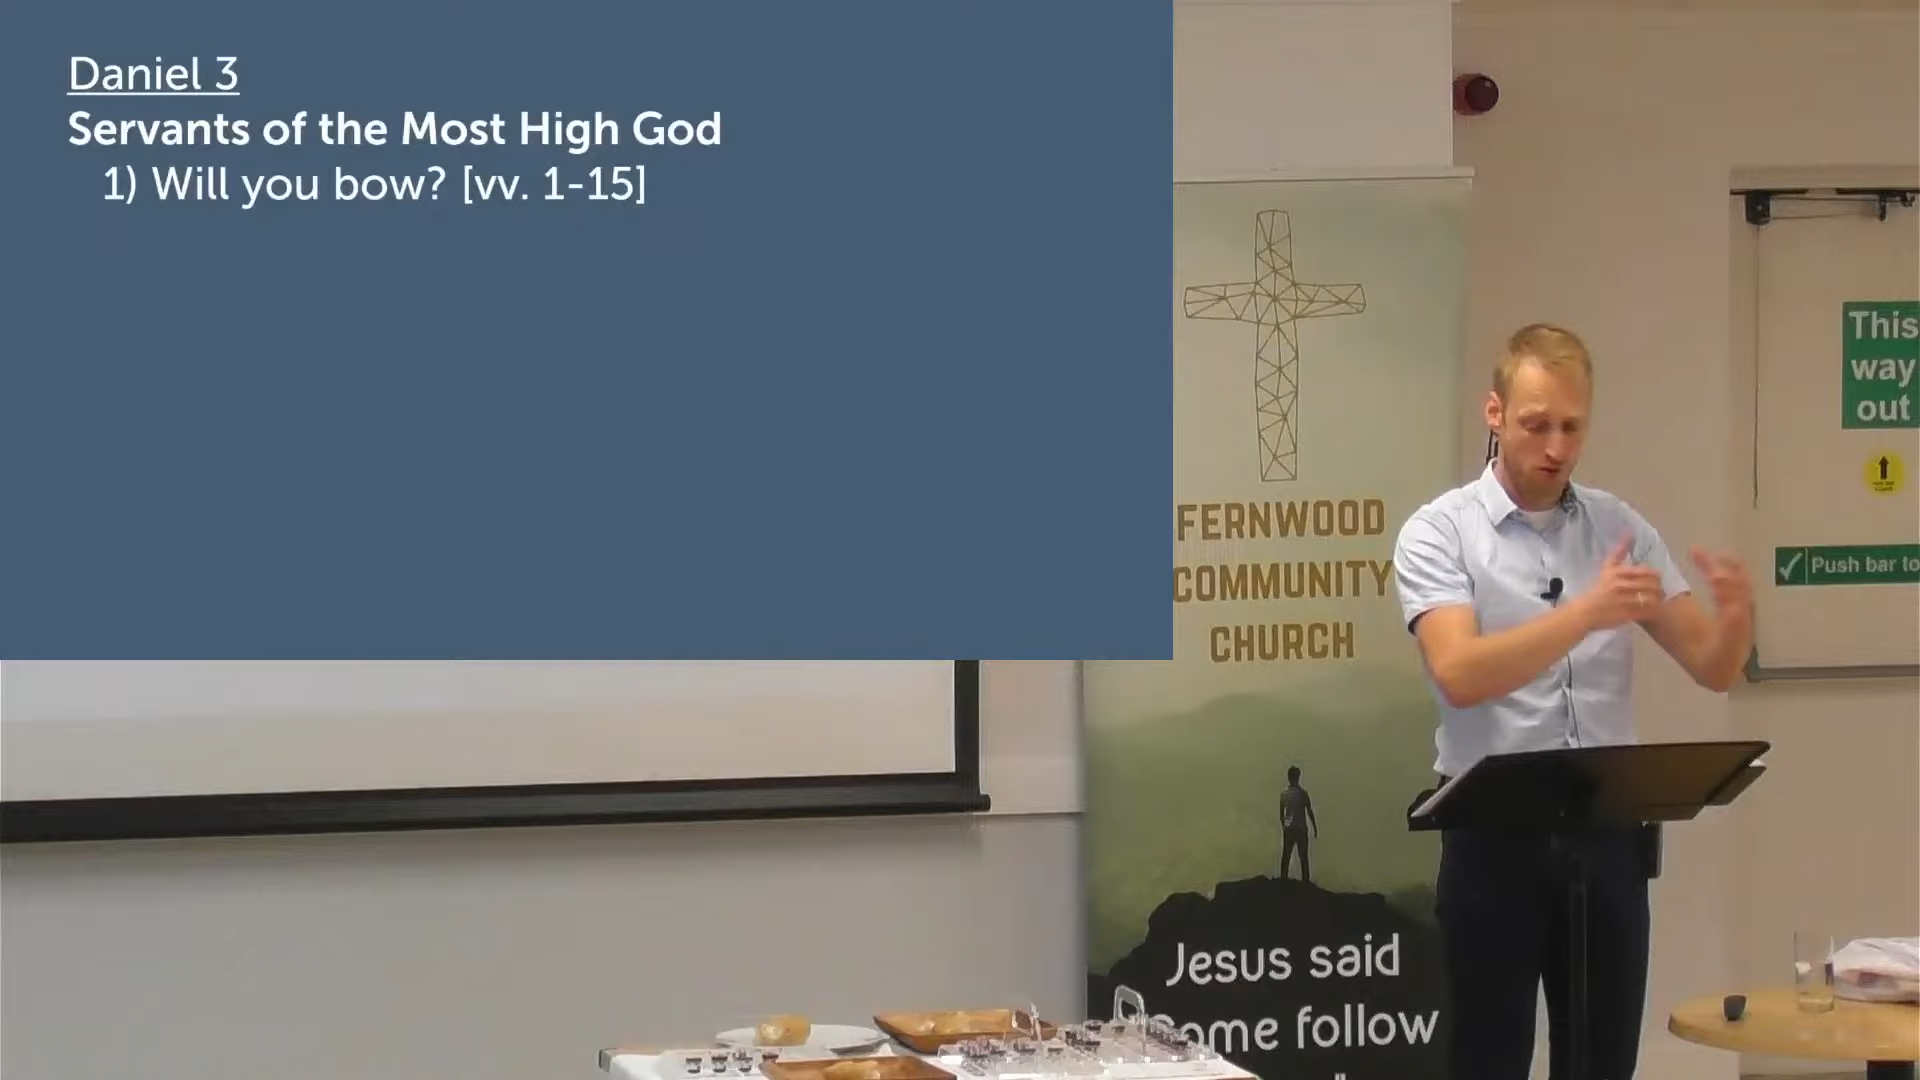 Daniel 3
Servants of the Most High God
1) Will you bow? [vv. 1-15]
FERNWOOD
COMMUNITY
CHURCH
Jesus said
ome follow
This
way
out
Push bar to